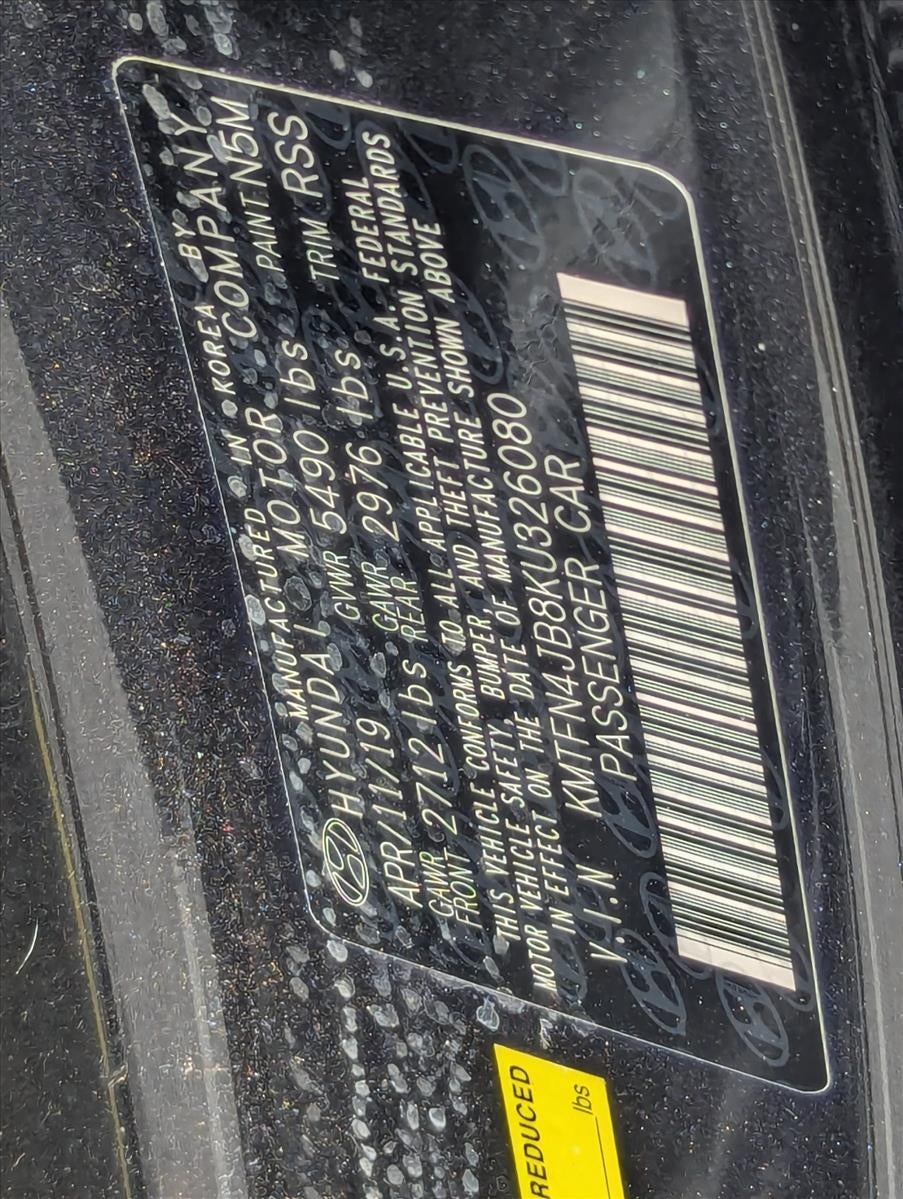 MANUFACTURED IN KOREA BY
HYUNDAI MOTOR COMPANY
APR/11/19 GVWR 5490 lbs PAINT N5M
GAWR FRONT 2712 lbs GAWR REAR 2976 lbs TRIM RSS
THIS VEHICLE CONFORMS TO ALL APPLICABLE U.S.A. FEDERAL
MOTOR VEHICLE SAFETY, BUMPER, AND THEFT PREVENTION STANDARDS
IN EFFECT ON THE DATE OF MANUFACTURE SHOWN ABOVE
V.I.N KMTFN4JB8KU326080
PASSENGER CAR
REDUCED
lbs